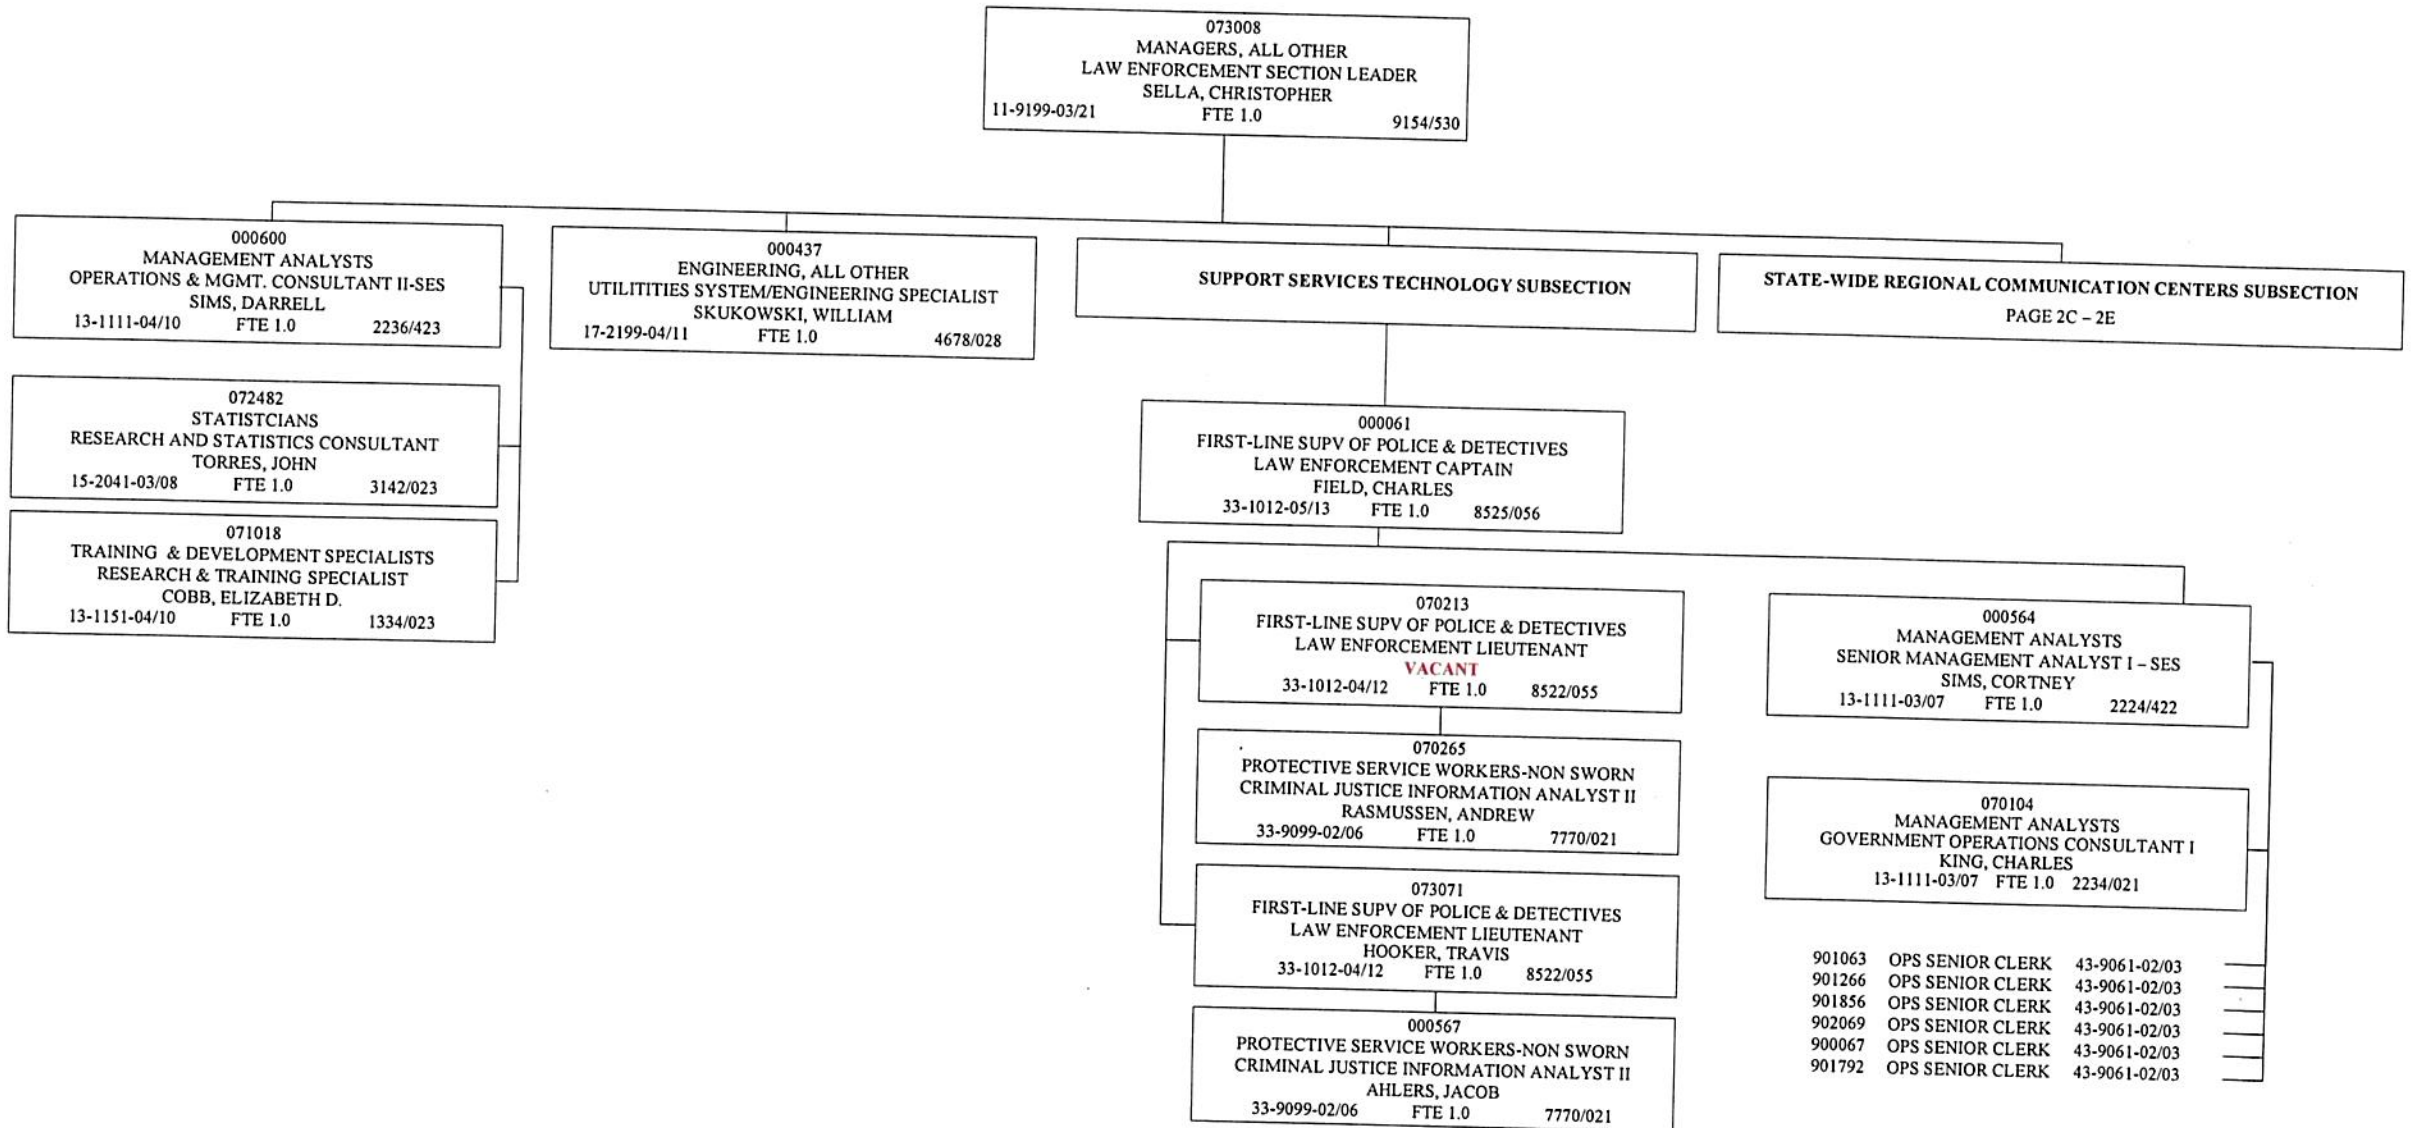 073008
MANAGERS, ALL OTHER
LAW ENFORCEMENT SECTION LEADER
SELLA, CHRISTOPHER
11-9199-03/21 FTE 1.0 9154/530
000600
MANAGEMENT ANALYSTS
OPERATIONS & MGMT. CONSULTANT II-SES
SIMS, DARRELL
13-1111-04/10 FTE 1.0 2236/423
072482
STATISTCIANS
RESEARCH AND STATISTICS CONSULTANT
TORRES, JOHN
15-2041-03/08 FTE 1.0 3142/023
071018
TRAINING & DEVELOPMENT SPECIALISTS
RESEARCH & TRAINING SPECIALIST
COBB, ELIZABETH D.
13-1151-04/10 FTE 1.0 1334/023
000437
ENGINEERING, ALL OTHER
UTILITITIES SYSTEM/ENGINEERING SPECIALIST
SKUKOWSKI, WILLIAM
17-2199-04/11 FTE 1.0 4678/028
SUPPORT SERVICES TECHNOLOGY SUBSECTION
STATE-WIDE REGIONAL COMMUNICATION CENTERS SUBSECTION
PAGE 2C – 2E
000061
FIRST-LINE SUPV OF POLICE & DETECTIVES
LAW ENFORCEMENT CAPTAIN
FIELD, CHARLES
33-1012-05/13 FTE 1.0 8525/056
070213
FIRST-LINE SUPV OF POLICE & DETECTIVES
LAW ENFORCEMENT LIEUTENANT
VACANT
33-1012-04/12 FTE 1.0 8522/055
070265
PROTECTIVE SERVICE WORKERS-NON SWORN
CRIMINAL JUSTICE INFORMATION ANALYST II
RASMUSSEN, ANDREW
33-9099-02/06 FTE 1.0 7770/021
073071
FIRST-LINE SUPV OF POLICE & DETECTIVES
LAW ENFORCEMENT LIEUTENANT
HOOKER, TRAVIS
33-1012-04/12 FTE 1.0 8522/055
000567
PROTECTIVE SERVICE WORKERS-NON SWORN
CRIMINAL JUSTICE INFORMATION ANALYST II
AHLERS, JACOB
33-9099-02/06 FTE 1.0 7770/021
000564
MANAGEMENT ANALYSTS
SENIOR MANAGEMENT ANALYST I – SES
SIMS, CORTNEY
13-1111-03/07 FTE 1.0 2224/422
070104
MANAGEMENT ANALYSTS
GOVERNMENT OPERATIONS CONSULTANT I
KING, CHARLES
13-1111-03/07 FTE 1.0 2234/021
901063 OPS SENIOR CLERK 43-9061-02/03
901266 OPS SENIOR CLERK 43-9061-02/03
901856 OPS SENIOR CLERK 43-9061-02/03
902069 OPS SENIOR CLERK 43-9061-02/03
900067 OPS SENIOR CLERK 43-9061-02/03
901792 OPS SENIOR CLERK 43-9061-02/03